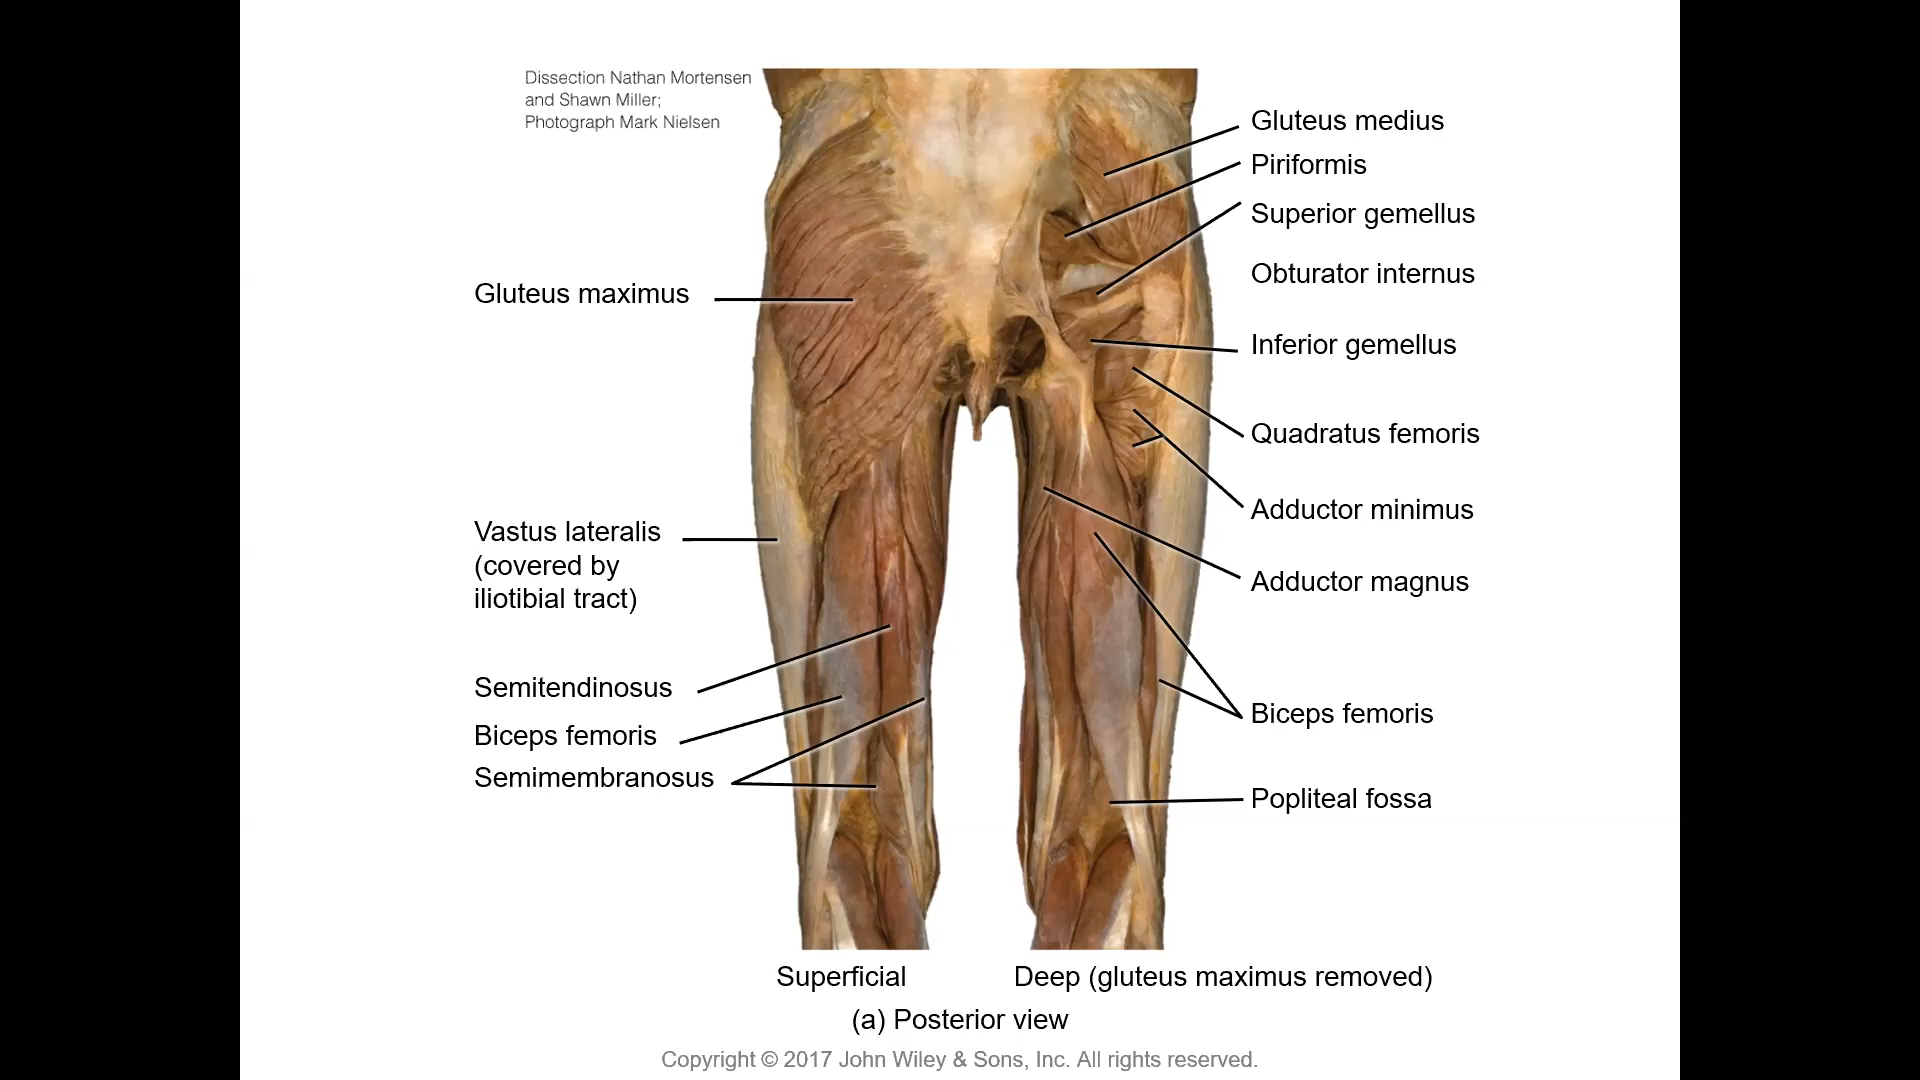 Dissection Nathan Mortensen
and Shawn Miller;
Photograph Mark Nielsen
Gluteus maximus
Vastus lateralis
(covered by
iliotibial tract)
Semitendinosus
Biceps femoris
Semimembranosus
Gluteus medius
Piriformis
Superior gemellus
Obturator internus
Inferior gemellus
Quadratus femoris
Adductor minimus
Adductor magnus
Biceps femoris
Popliteal fossa
Superficial
Deep (gluteus maximus removed)
(a) Posterior view
Copyright © 2017 John Wiley & Sons, Inc. All rights reserved.